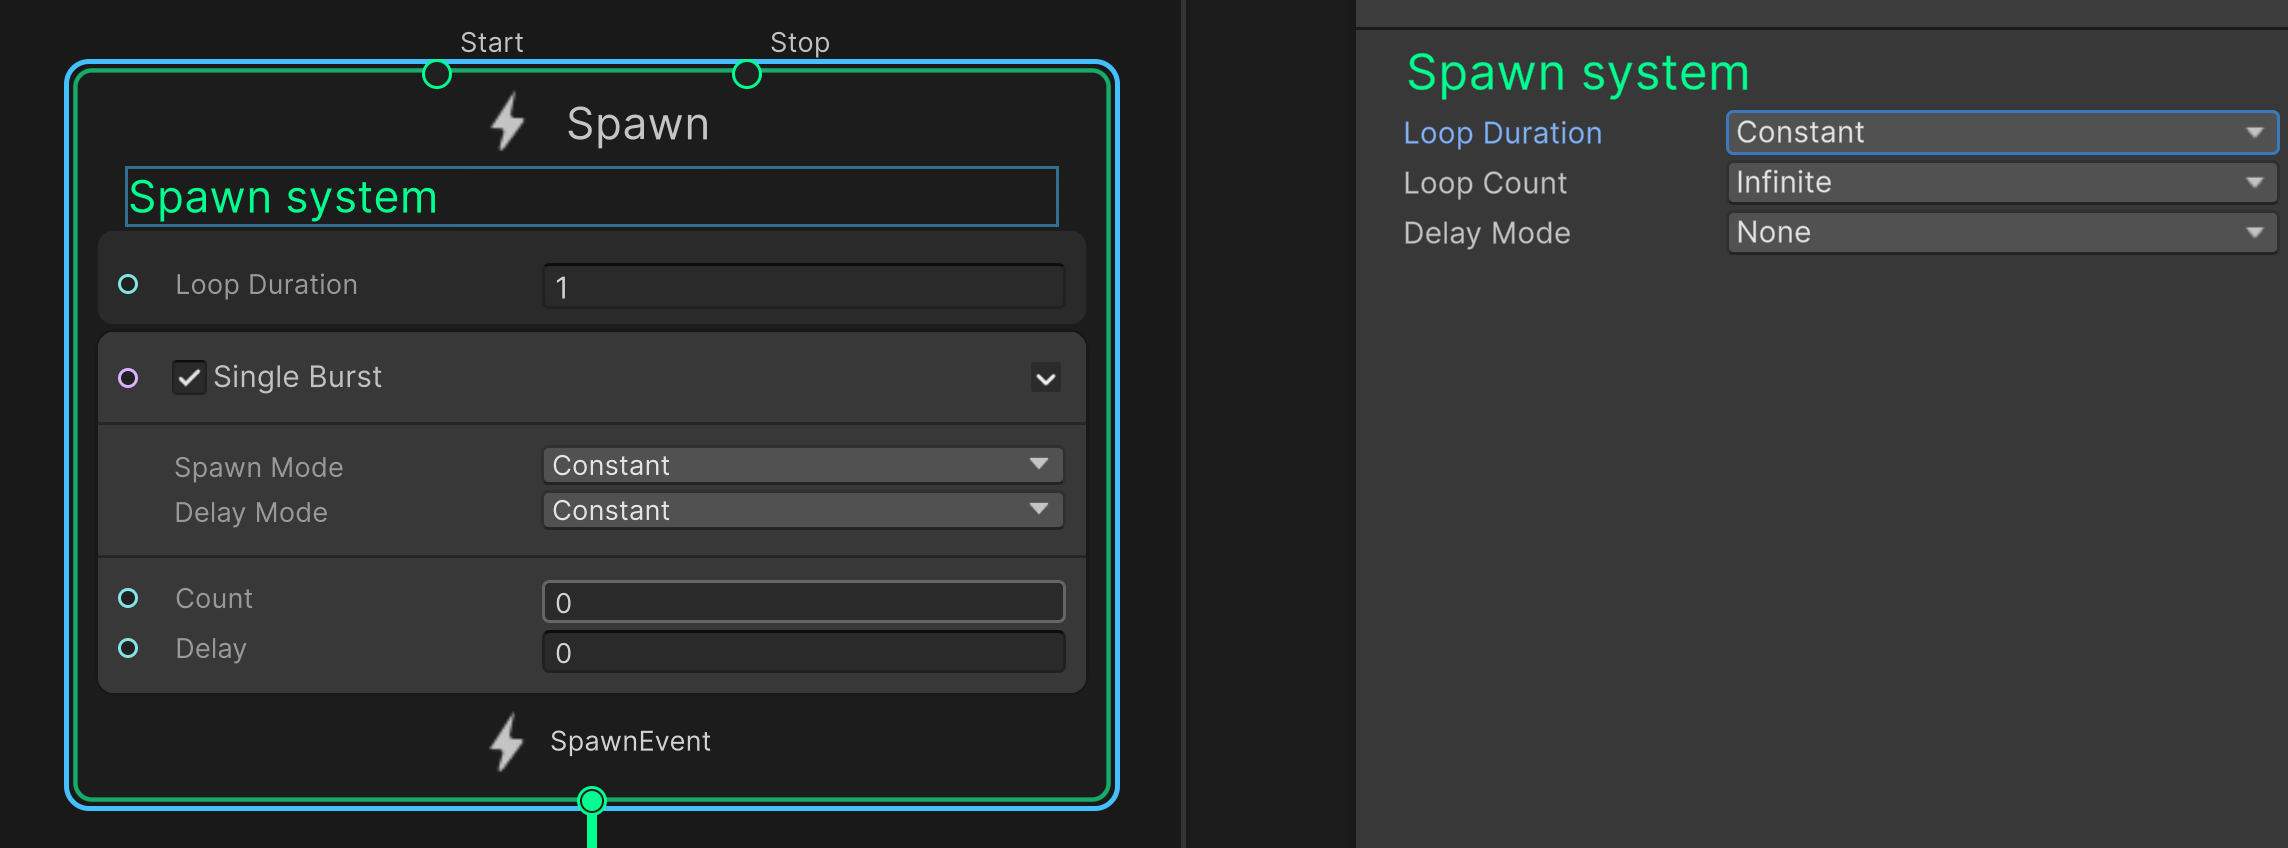 Start
Stop
Spawn
Spawn system
Loop Duration
1
Single Burst
Spawn Mode
Constant
Delay Mode
Constant
Count
0
Delay
0
SpawnEvent
Spawn system
Loop Duration
Constant
Loop Count
Infinite
Delay Mode
None